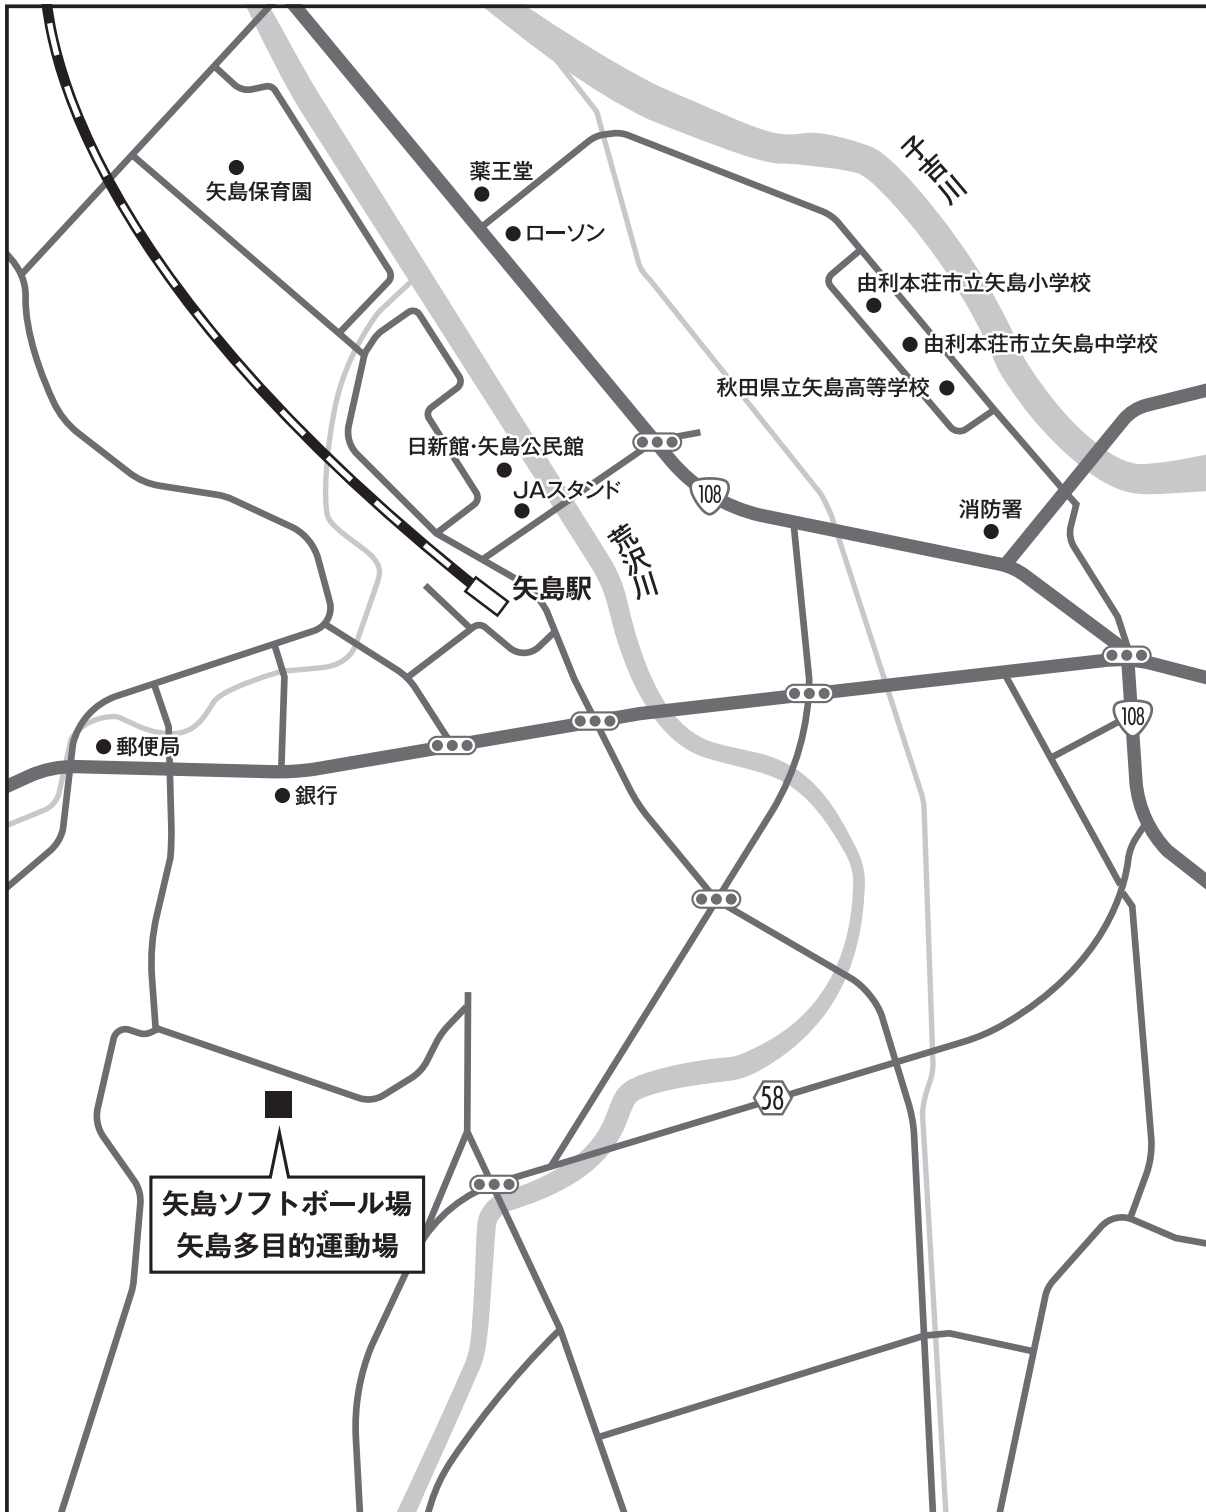 子吉川
薬王堂
矢島保育園
ローソン
由利本荘市立矢島小学校
由利本荘市立矢島中学校
秋田県立矢島高等学校
日新館・矢島公民館
JAスタンド
108
消防署
荒沢川
矢島駅
108
郵便局
銀行
58
矢島ソフトボール場
矢島多目的運動場